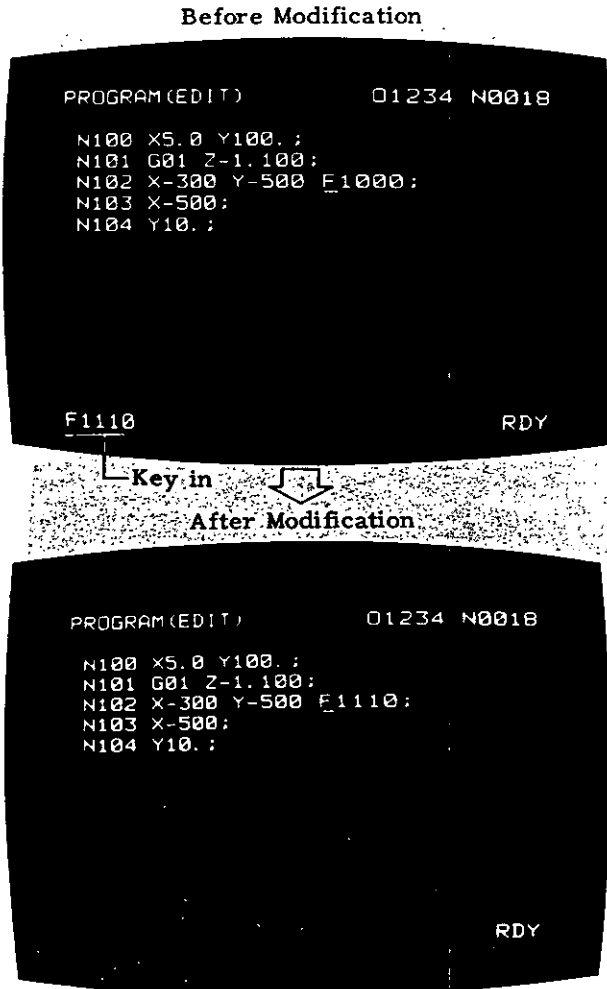 Before Modification
PROGRAM(EDIT) O1234 N0018
N100 X5.0 Y100.;
N101 G01 Z-1.100;
N102 X-300 Y-500 F1000;
N103 X-500;
N104 Y10.;
F1110 RDY
Key in
After Modification
PROGRAM(EDIT) O1234 N0018
N100 X5.0 Y100.;
N101 G01 Z-1.100;
N102 X-300 Y-500 F1110;
N103 X-500;
N104 Y10.;
RDY